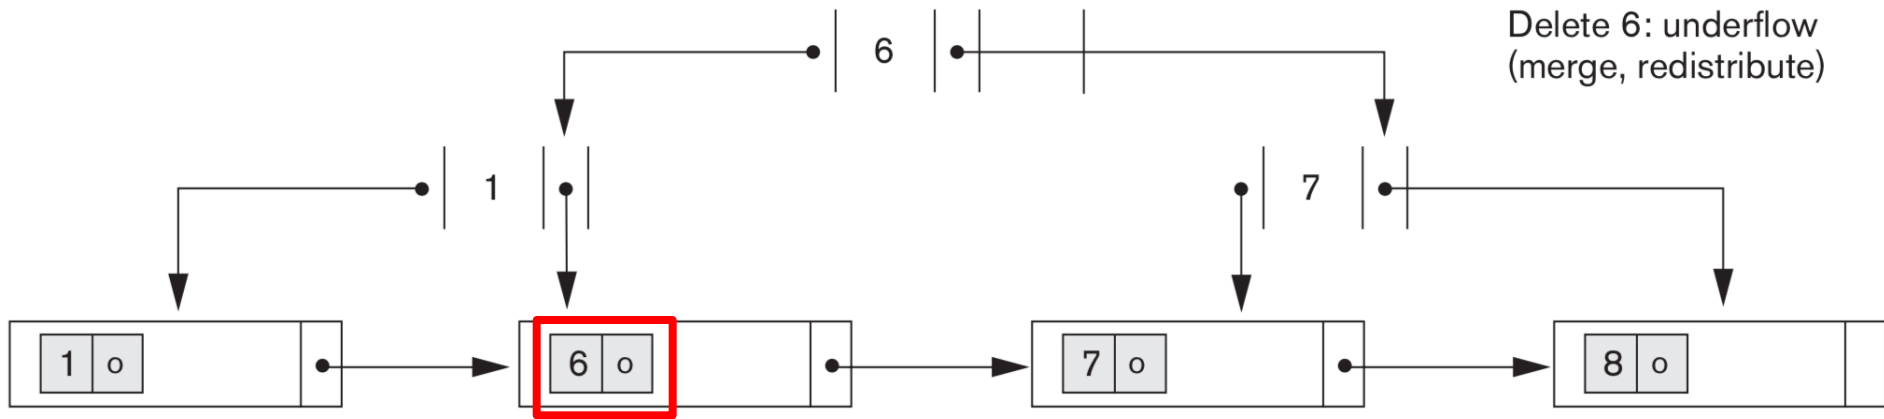 Delete 6: underflow
(merge, redistribute)
6
1
7
1 o
6 o
7 o
8 o